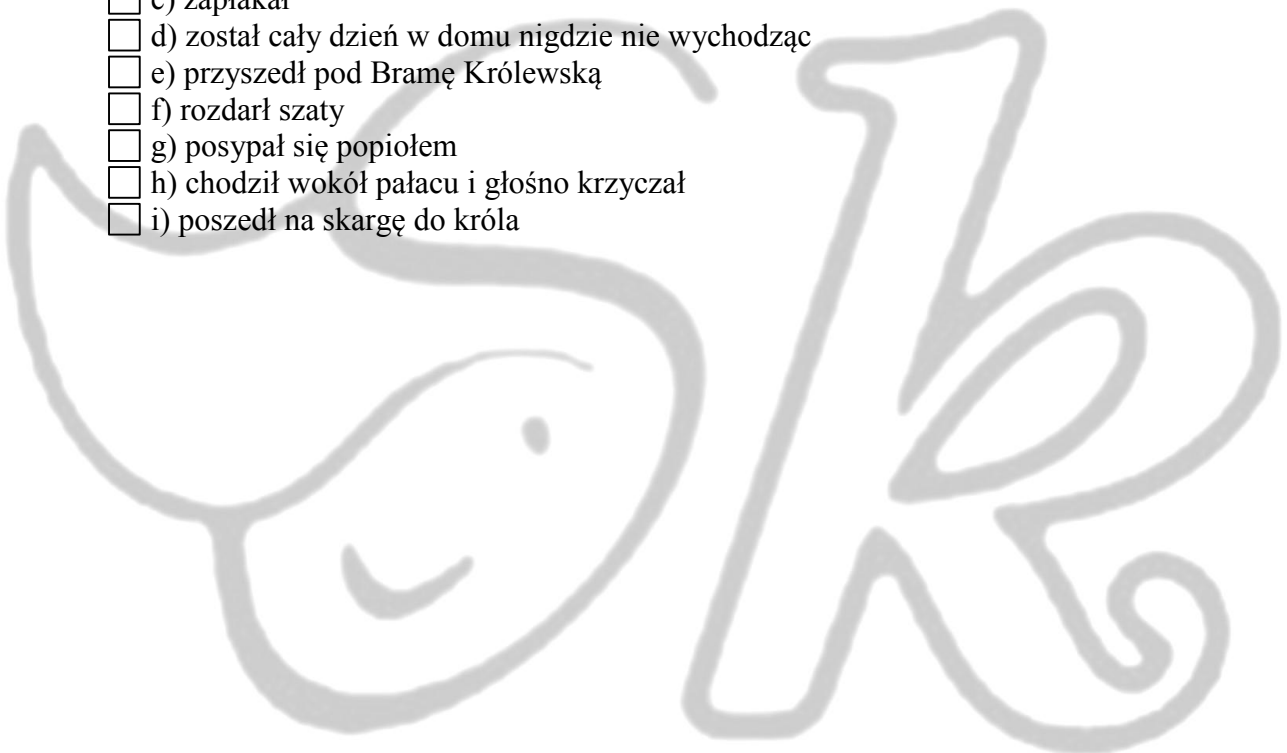 c) zapłakał
d) został cały dzień w domu nigdzie nie wychodząc
e) przyszedł pod Bramę Królewską
f) rozdarł szaty
g) posypał się popiołem
h) chodził wokół pałacu i głośno krzyczał
i) poszedł na skargę do króla